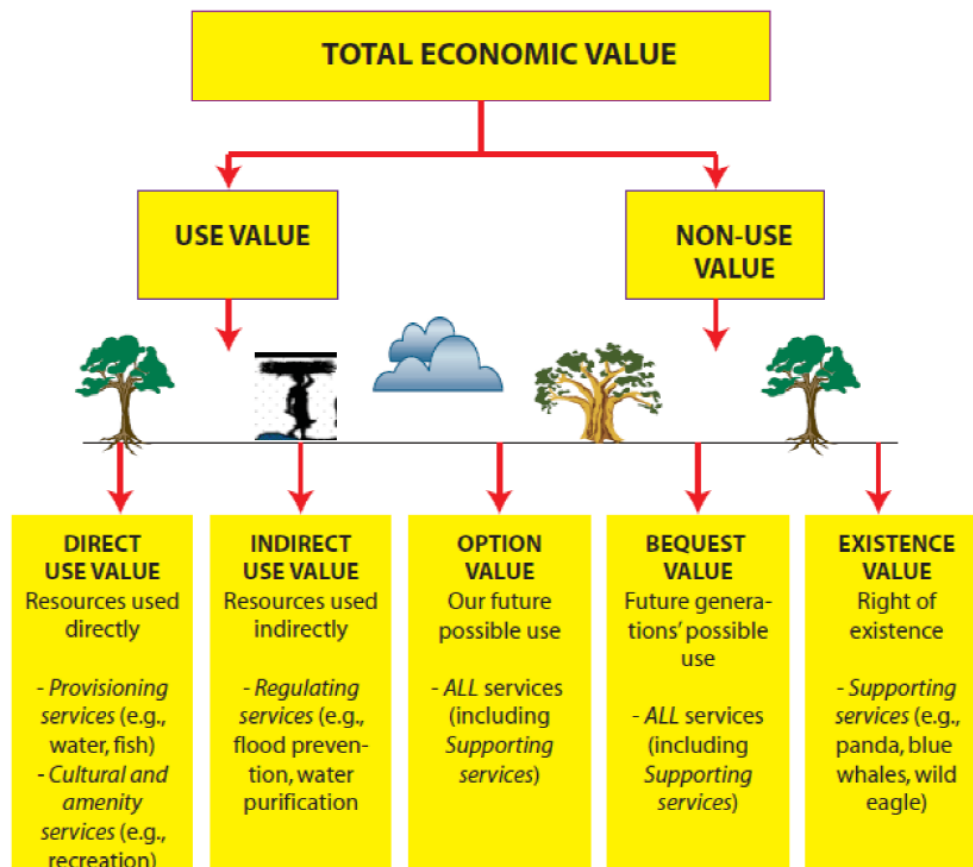 TOTAL ECONOMIC VALUE
USE VALUE
NON-USE
VALUE
DIRECT
USE VALUE
Resources used
directly
- Provisioning
services (e.g.,
water, fish)
- Cultural and
amenity
services (e.g.,
recreation)
INDIRECT
USE VALUE
Resources used
indirectly
- Regulating
services (e.g.,
flood preven-
tion, water
purification
OPTION
VALUE
Our future
possible use
- ALL services
(including
Supporting
services)
BEQUEST
VALUE
Future genera-
tions’ possible
use
- ALL services
(including
Supporting
services)
EXISTENCE
VALUE
Right of
existence
- Supporting
services (e.g.,
panda, blue
whales, wild
eagle)